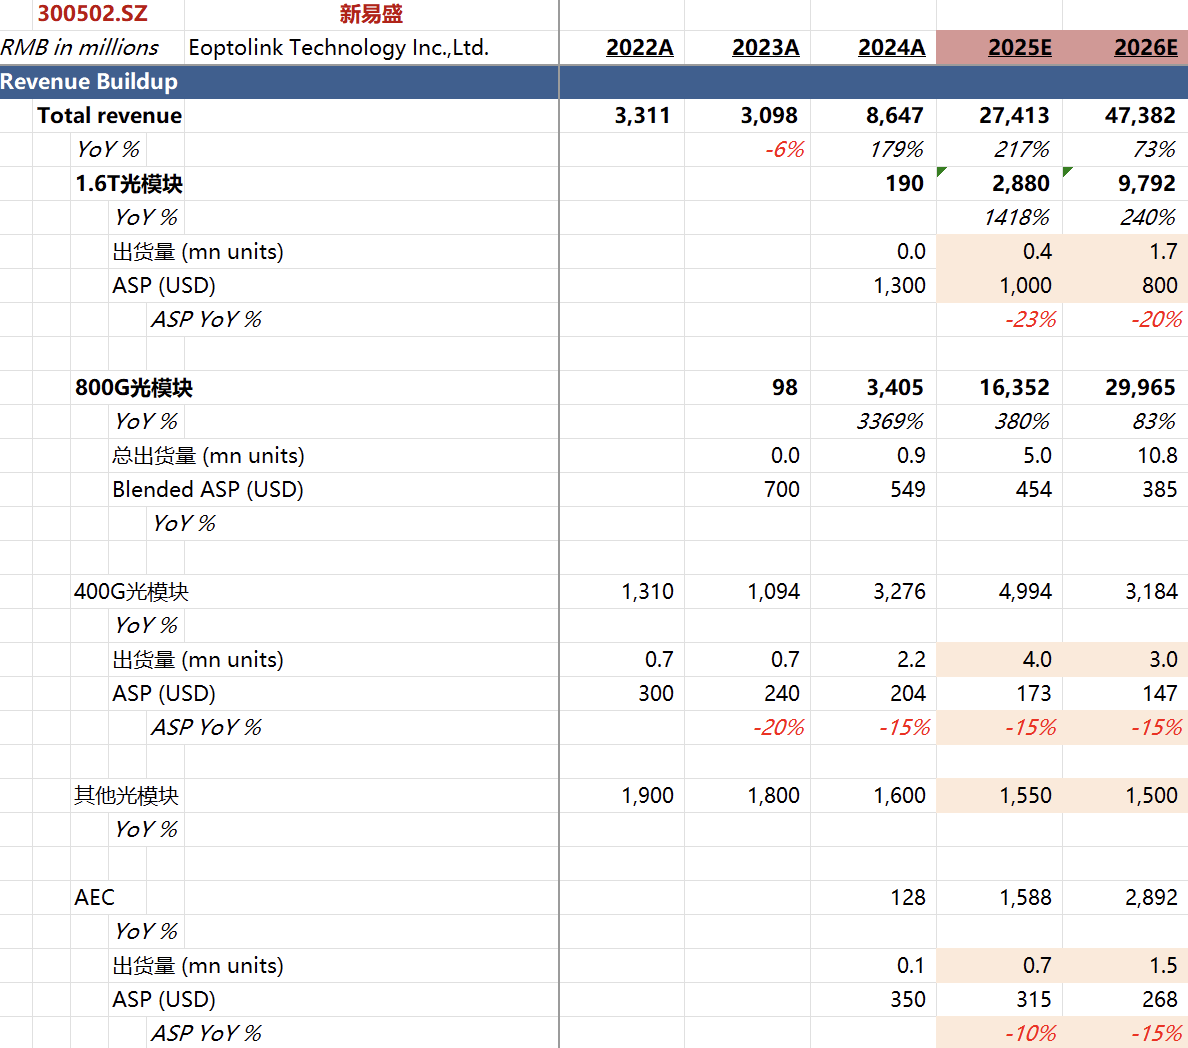 300502.SZ 新易盛
RMB in millions Eoptolink Technology Inc.,Ltd. 2022A 2023A 2024A 2025E 2026E
Revenue Buildup
Total revenue 3,311 3,098 8,647 27,413 47,382
YoY % -6% 179% 217% 73%
1.6T光模块 190 2,880 9,792
YoY % 1418% 240%
出货量 (mn units) 0.0 0.4 1.7
ASP (USD) 1,300 1,000 800
ASP YoY % -23% -20%
800G光模块 98 3,405 16,352 29,965
YoY % 3369% 380% 83%
总出货量 (mn units) 0.0 0.9 5.0 10.8
Blended ASP (USD) 700 549 454 385
YoY %
400G光模块 1,310 1,094 3,276 4,994 3,184
YoY %
出货量 (mn units) 0.7 0.7 2.2 4.0 3.0
ASP (USD) 300 240 204 173 147
ASP YoY % -20% -15% -15% -15%
其他光模块 1,900 1,800 1,600 1,550 1,500
YoY %
AEC 128 1,588 2,892
YoY %
出货量 (mn units) 0.1 0.7 1.5
ASP (USD) 350 315 268
ASP YoY % -10% -15%